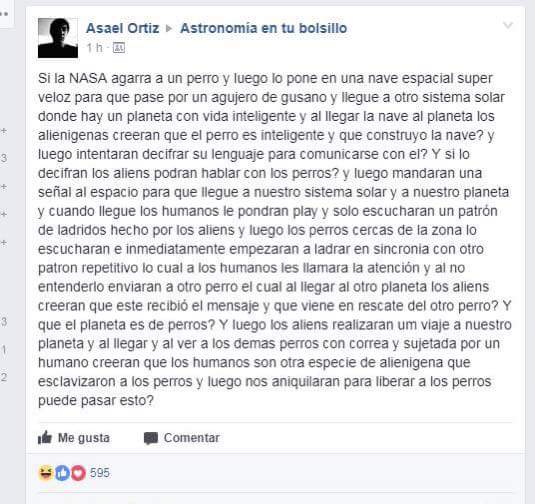 Asael Ortiz ▸ Astronomía en tu bolsillo
1 h ·
Si la NASA agarra a un perro y luego lo pone en una nave espacial super
veloz para que pase por un agujero de gusano y llegue a otro sistema solar
donde hay un planeta con vida inteligente y al llegar la nave al planeta los
alienigenas creeran que el perro es inteligente y que construyo la nave? y
luego intentaran decifrar su lenguaje para comunicarse con el? Y si lo
decifran los aliens podran hablar con los perros? y luego mandaran una
señal al espacio para que llegue a nuestro sistema solar y a nuestro planeta
y cuando llegue los humanos le pondran play y solo escucharan un patrón
de ladridos hecho por los aliens y luego los perros cercas de la zona lo
escucharan e inmediatamente empezaran a ladrar en sincronia con otro
patron repetitivo lo cual a los humanos les llamara la atención y al no
entenderlo enviaran a otro perro el cual al llegar al otro planeta los aliens
creeran que este recibió el mensaje y que viene en rescate del otro perro? Y
que el planeta es de perros? Y luego los aliens realizaran um viaje a nuestro
planeta y al llegar y al ver a los demas perros con correa y sujetada por un
humano creeran que los humanos son otra especie de alienigena que
esclavizaron a los perros y luego nos aniquilaran para liberar a los perros
puede pasar esto?
Me gusta Comentar
595
3
3
1
2